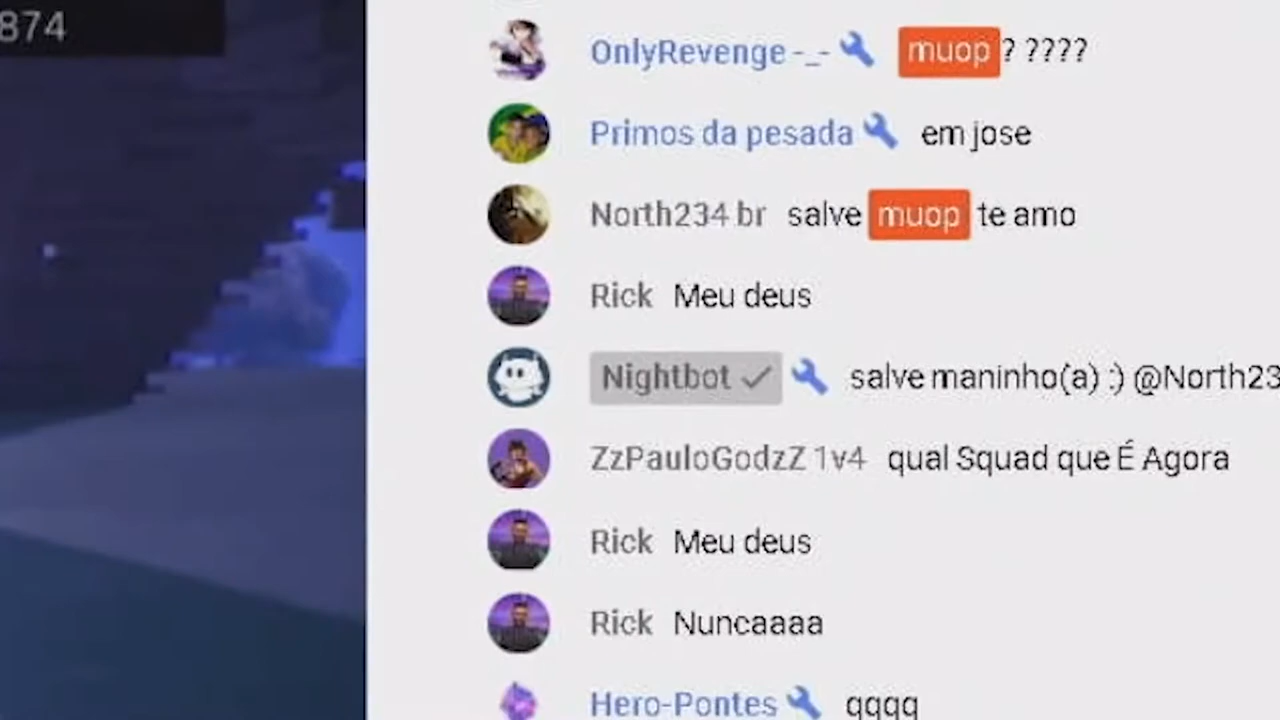 874
OnlyRevenge -_- muop ? ????
Primos da pesada em jose
North234 br salve muop te amo
Rick Meu deus
Nightbot salve maninho(a) :) @North23
ZzPauloGodzZ 1v4 qual Squad que É Agora
Rick Meu deus
Rick Nuncaaaa
Hero-Pontes qqqq